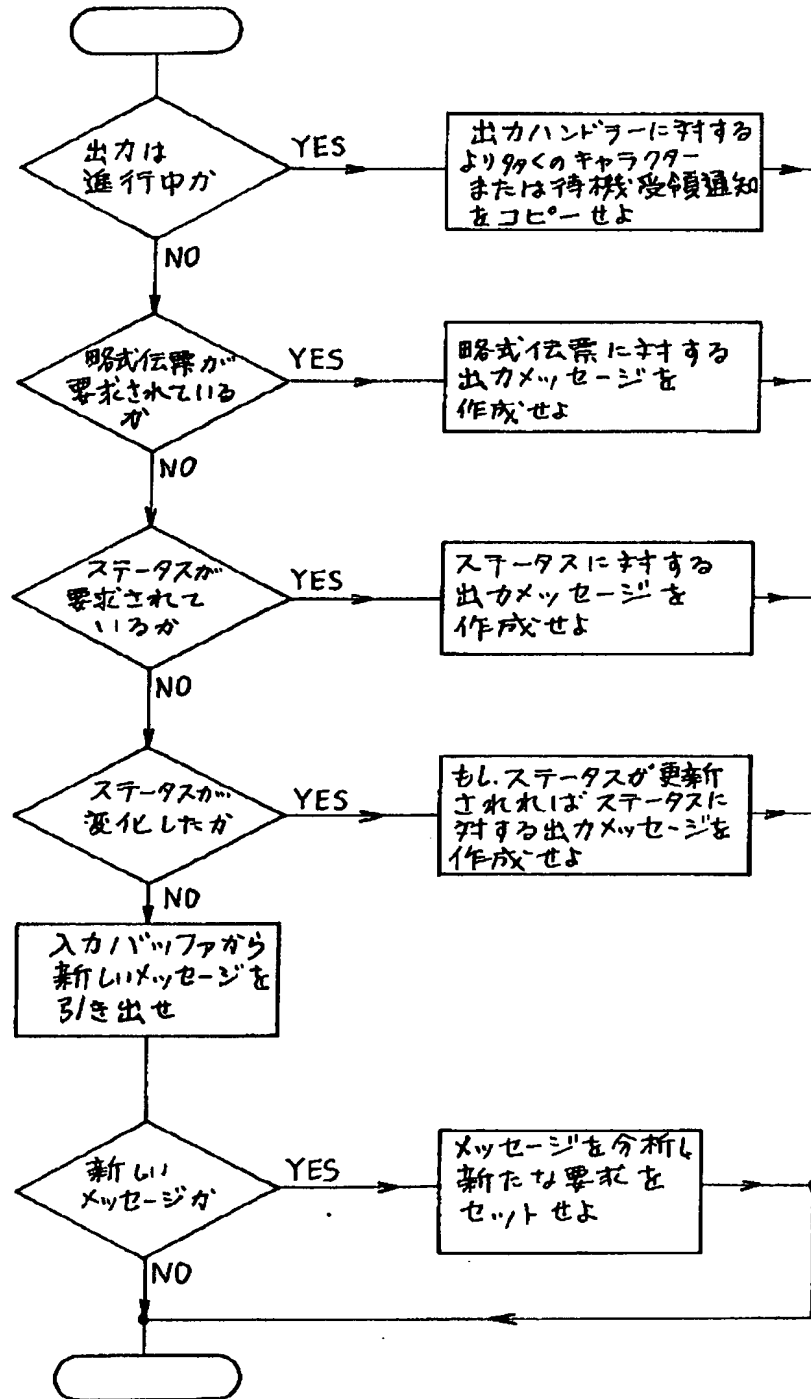 出力は
進行中か
YES
出力ハンドラーに対する
より多くのキャラクター
または待機受領通知
をコピーせよ
NO
略式伝票が
要求されている
か
YES
略式伝票に対する
出力メッセージを
作成せよ
NO
ステータスが
要求されて
いるか
YES
ステータスに対する
出力メッセージを
作成せよ
NO
ステータスが
変化したか
YES
もし、ステータスが更新
されればステータスに
対する出力メッセージを
作成せよ
NO
入力バッファから
新しいメッセージを
引き出せ
新しい
メッセージか
YES
メッセージを分析し
新たな要求を
セットせよ
NO